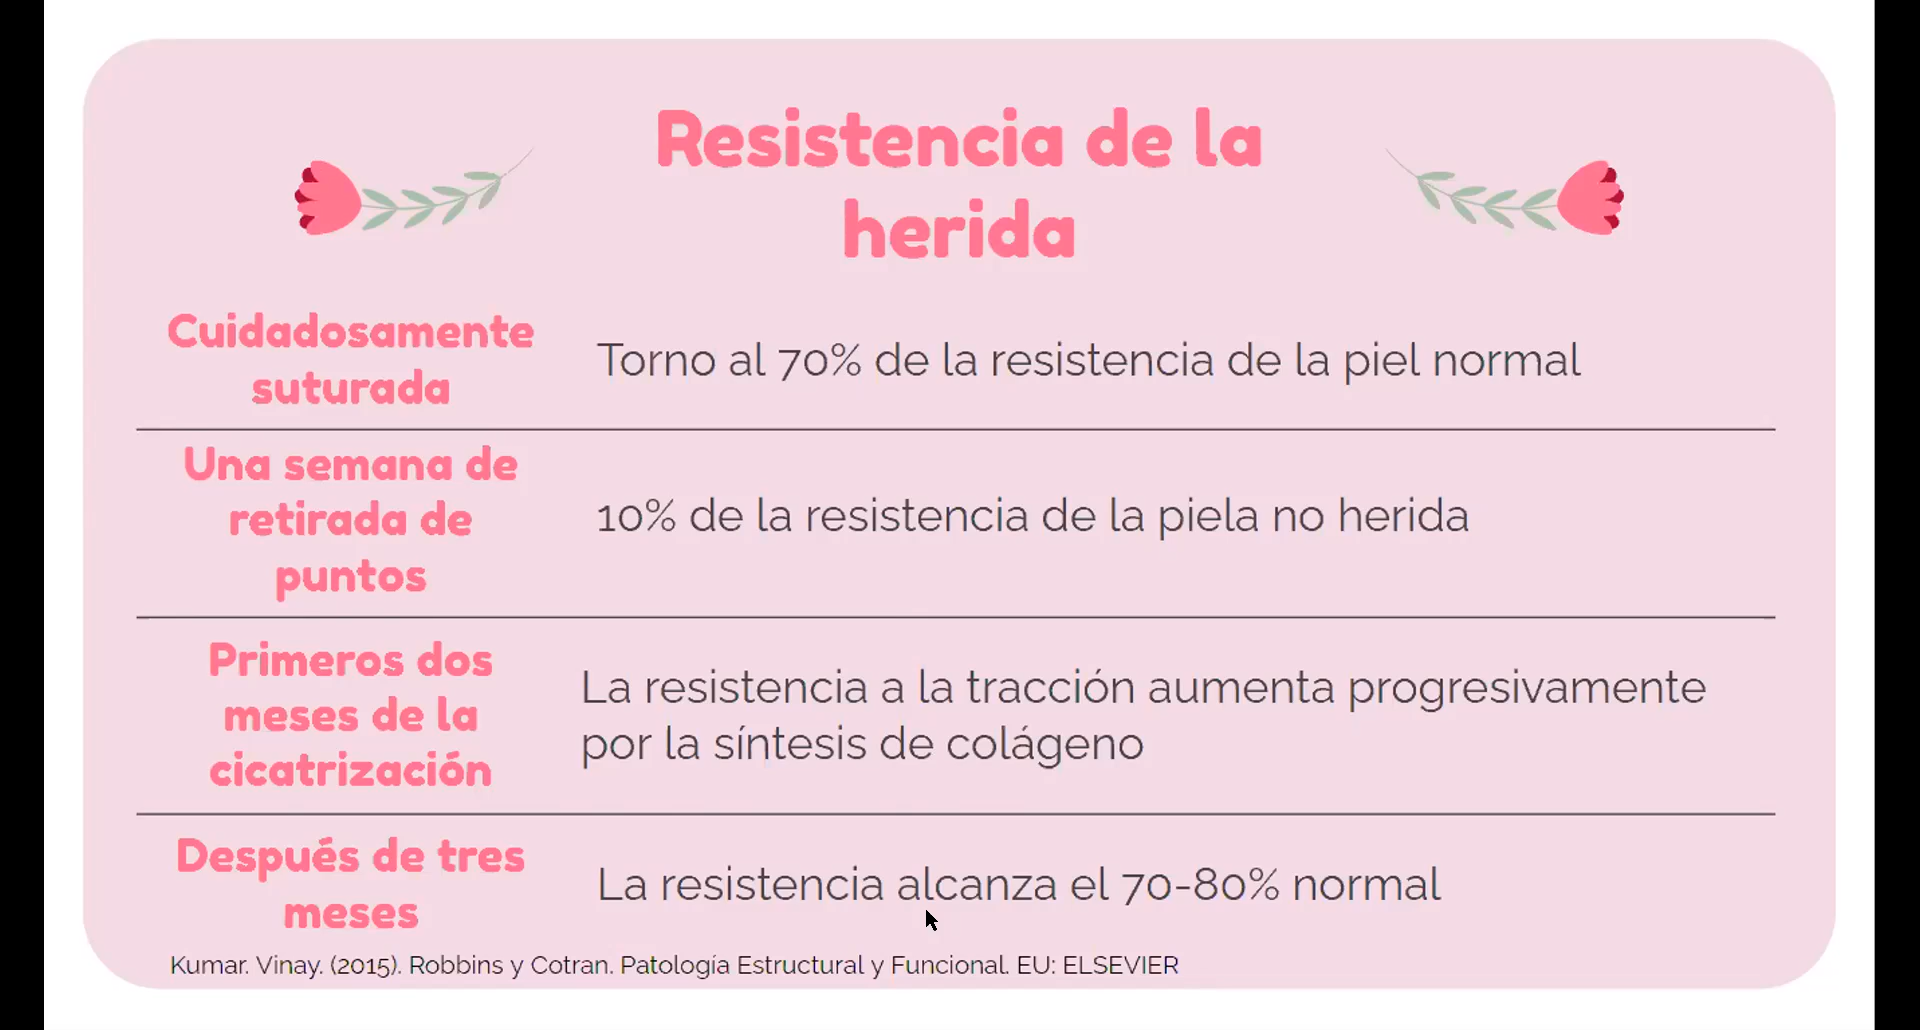 Resistencia de la
herida
Cuidadosamente
suturada
Torno al 70% de la resistencia de la piel normal
Una semana de
retirada de
puntos
10% de la resistencia de la piela no herida
Primeros dos
meses de la
cicatrización
La resistencia a la tracción aumenta progresivamente
por la síntesis de colágeno
Después de tres
meses
La resistencia alcanza el 70-80% normal
Kumar. Vinay. (2015). Robbins y Cotran. Patología Estructural y Funcional. EU: ELSEVIER